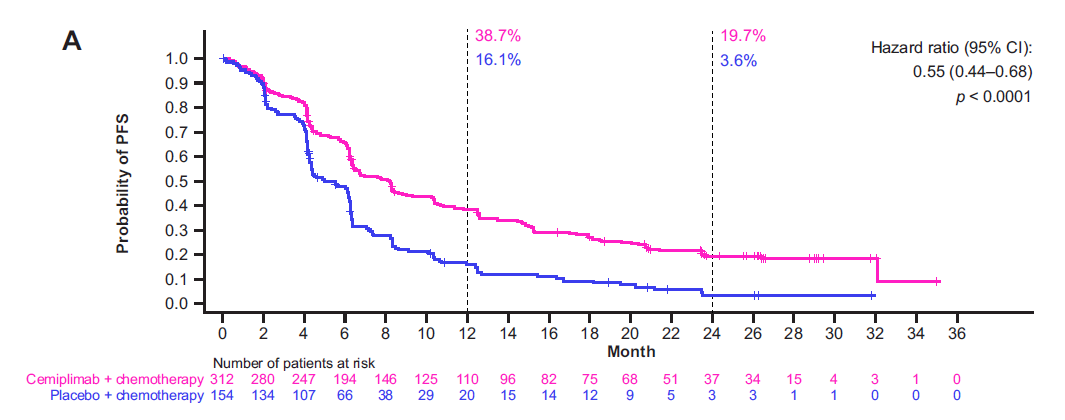 A
38.7%
16.1%
19.7%
3.6%
Hazard ratio (95% CI):
0.55 (0.44–0.68)
p < 0.0001
Probability of PFS
1.0
0.9
0.8
0.7
0.6
0.5
0.4
0.3
0.2
0.1
0.0
0 2 4 6 8 10 12 14 16 18 20 22 24 26 28 30 32 34 36
Month
Number of patients at risk
Cemiplimab + chemotherapy 312 280 247 194 146 125 110 96 82 75 68 51 37 34 15 4 3 1 0
Placebo + chemotherapy 154 134 107 66 38 29 20 15 14 12 9 5 3 3 1 1 0 0 0